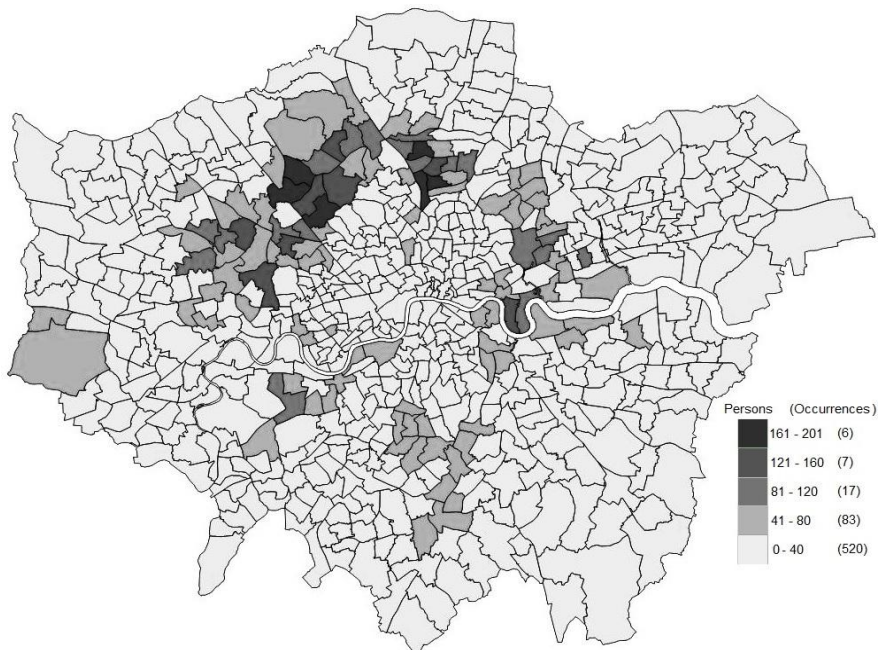 Persons (Occurrences)
161 - 201 (6)
121 - 160 (7)
81 - 120 (17)
41 - 80 (83)
0 - 40 (520)